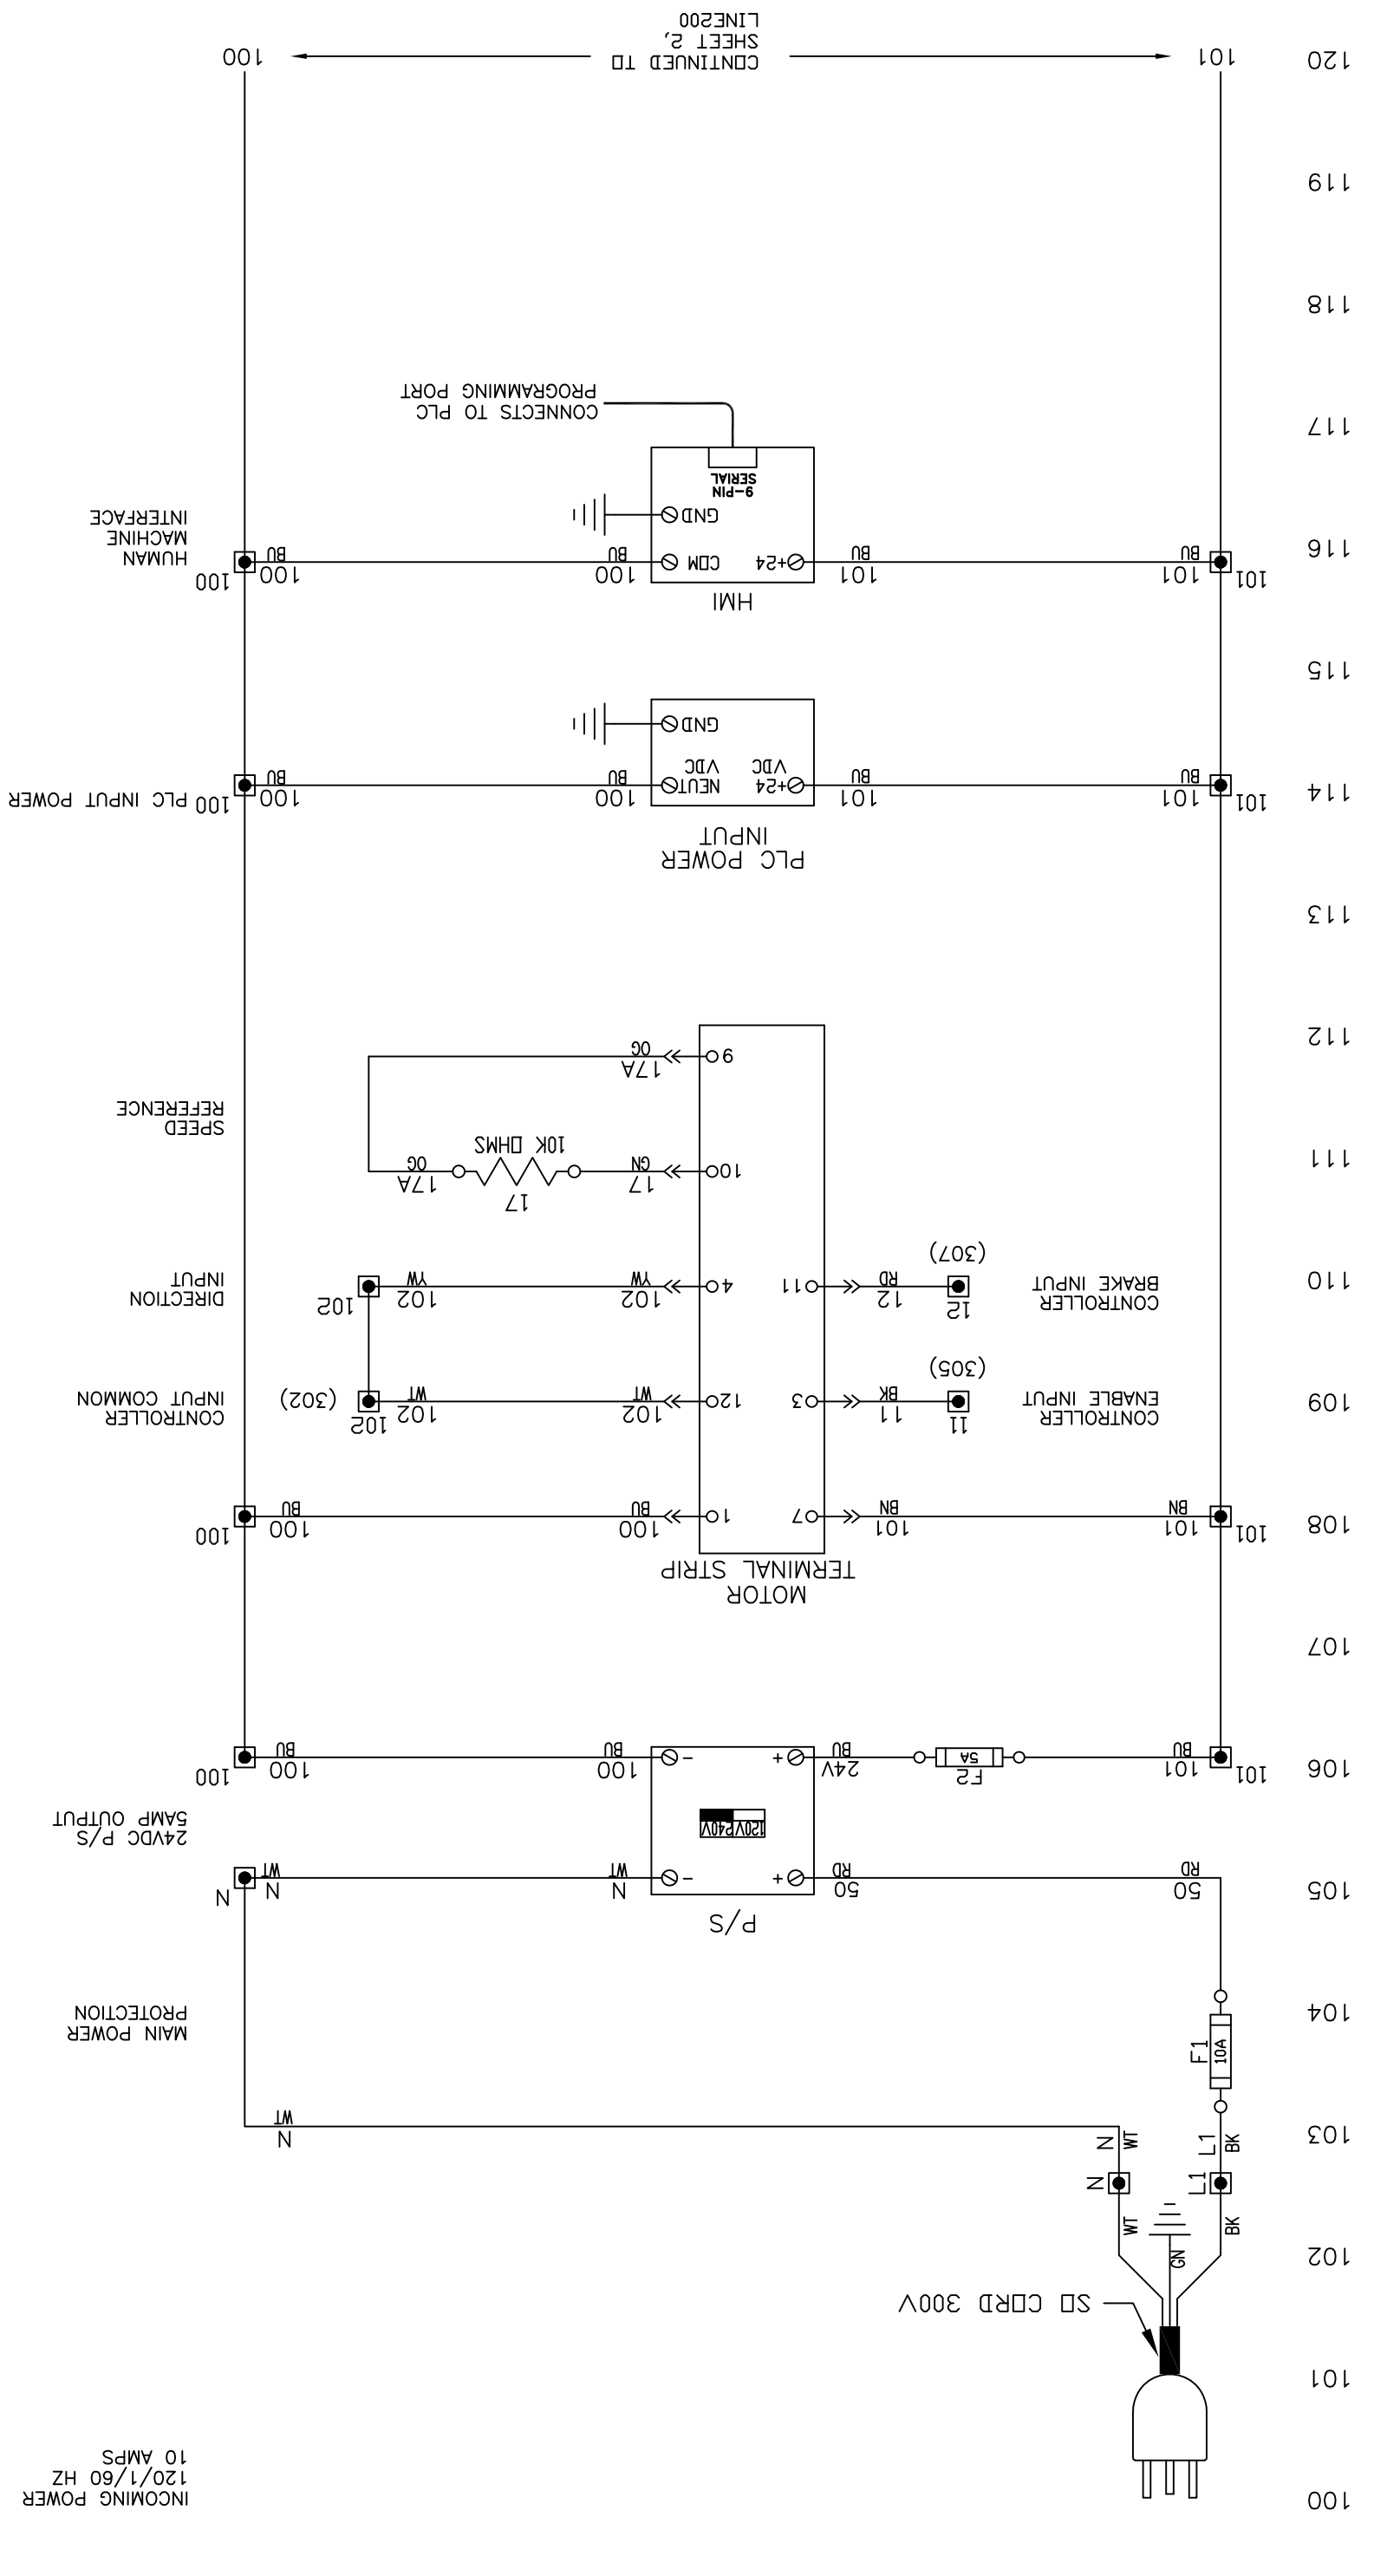 100
INCOMING POWER
120/1/60 HZ
10 AMPS
101
SO CORD 300V
102
BK
GN
WT
L1
N
L1
BK
N
WT
103
N
WT
F1
10A
104
MAIN POWER
PROTECTION
P/S
105
50
RD
50
RD
+
-
N
WT
N
WT
N
120V
240V
24VDC P/S
5AMP OUTPUT
106
101
101
BU
F2
5A
24V
BU
+
-
100
BU
100
BU
100
107
MOTOR
TERMINAL STRIP
108
101
101
BN
101
BN
7
1
100
BU
100
BU
100
109
CONTROLLER
ENABLE INPUT
11
(305)
11
BK
3
12
102
WT
102
WT
102
(302)
CONTROLLER
INPUT COMMON
110
CONTROLLER
BRAKE INPUT
12
(307)
12
RD
11
4
102
YW
102
YW
102
DIRECTION
INPUT
111
10
17
GN
17
10K OHMS
17A
OG
SPEED
REFERENCE
112
9
17A
OG
113
PLC POWER
INPUT
114
101
101
BU
101
BU
+24
VDC
NEUT
VDC
GND
100
BU
100
BU
100
PLC INPUT POWER
115
HMI
116
101
101
BU
101
BU
+24
COM
GND
9-PIN
SERIAL
100
BU
100
BU
100
HUMAN
MACHINE
INTERFACE
117
CONNECTS TO PLC
PROGRAMMING PORT
118
119
120
101
CONTINUED TO
SHEET 2,
LINE200
100